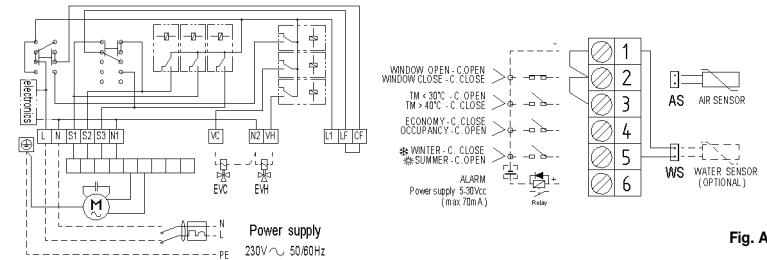 electronics
L N S1 S2 S3 N1 VC N2 VH L1 LF CF
EVC EVH
M
N
L
PE
Power supply
230V 50/60Hz
WINDOW OPEN - C.OPEN
WINDOW CLOSE - C.CLOSE
TM < 30°C - C. OPEN
TM > 40°C - C. CLOSE
ECONOMY - C. CLOSE
OCCUPANCY - C. OPEN
WINTER - C. CLOSE
SUMMER - C. OPEN
ALARM
Power supply 5-30Vcc
(max 70mA)
Relay
- +
1
2
3
4
5
6
AS AIR SENSOR
WS WATER SENSOR
(OPTIONAL)
Fig. A